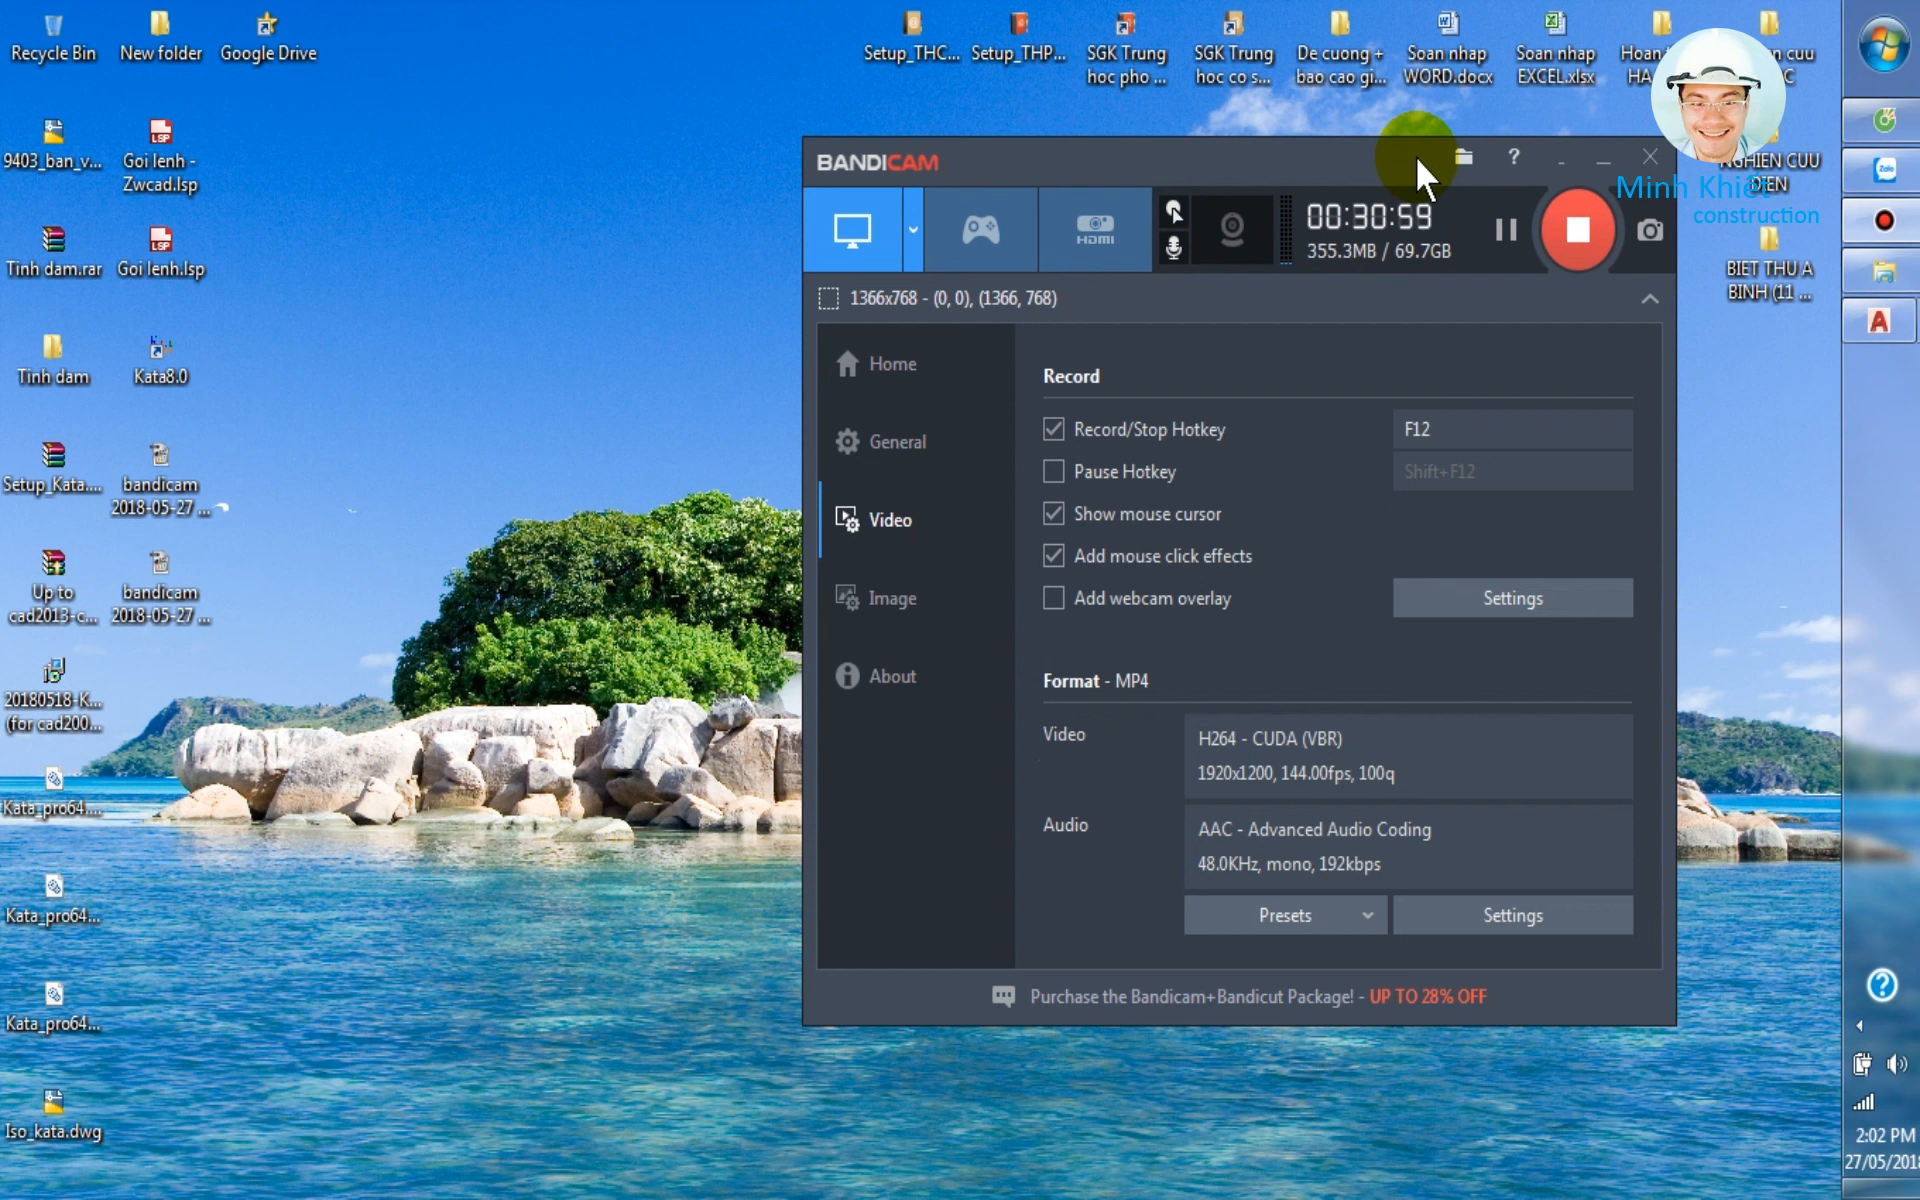 Recycle Bin
New folder
Google Drive
Setup_THC...
Setup_THP...
SGK Trung
hoc pho ...
SGK Trung
hoc co s...
De cuong +
bao cao gi...
Soan nhap
WORD.docx
Soan nhap
EXCEL.xlsx
9403_ban_v...
Goi lenh -
Zwcad.lsp
Tinh dam.rar
Goi lenh.lsp
Tinh dam
Kata8.0
Setup_Kata....
bandicam
2018-05-27 ...
Up to
cad2013-c...
bandicam
2018-05-27 ...
20180518-K...
(for cad200...
Kata_pro64....
Kata_pro64...
Kata_pro64...
Iso_kata.dwg
NGHIEN CUU
DIEN
Minh Khiết
construction
BIET THU A
BINH (11 ...
BANDICAM
?
HDMI
00:30:59
355.3MB / 69.7GB
1366x768 - (0, 0), (1366, 768)
Home
General
Video
Image
About
Record
Record/Stop Hotkey
F12
Pause Hotkey
Shift+F12
Show mouse cursor
Add mouse click effects
Add webcam overlay
Settings
Format - MP4
Video
H264 - CUDA (VBR)
1920x1200, 144.00fps, 100q
Audio
AAC - Advanced Audio Coding
48.0KHz, mono, 192kbps
Presets
Settings
Purchase the Bandicam+Bandicut Package! - UP TO 28% OFF
2:02 PM
27/05/2018